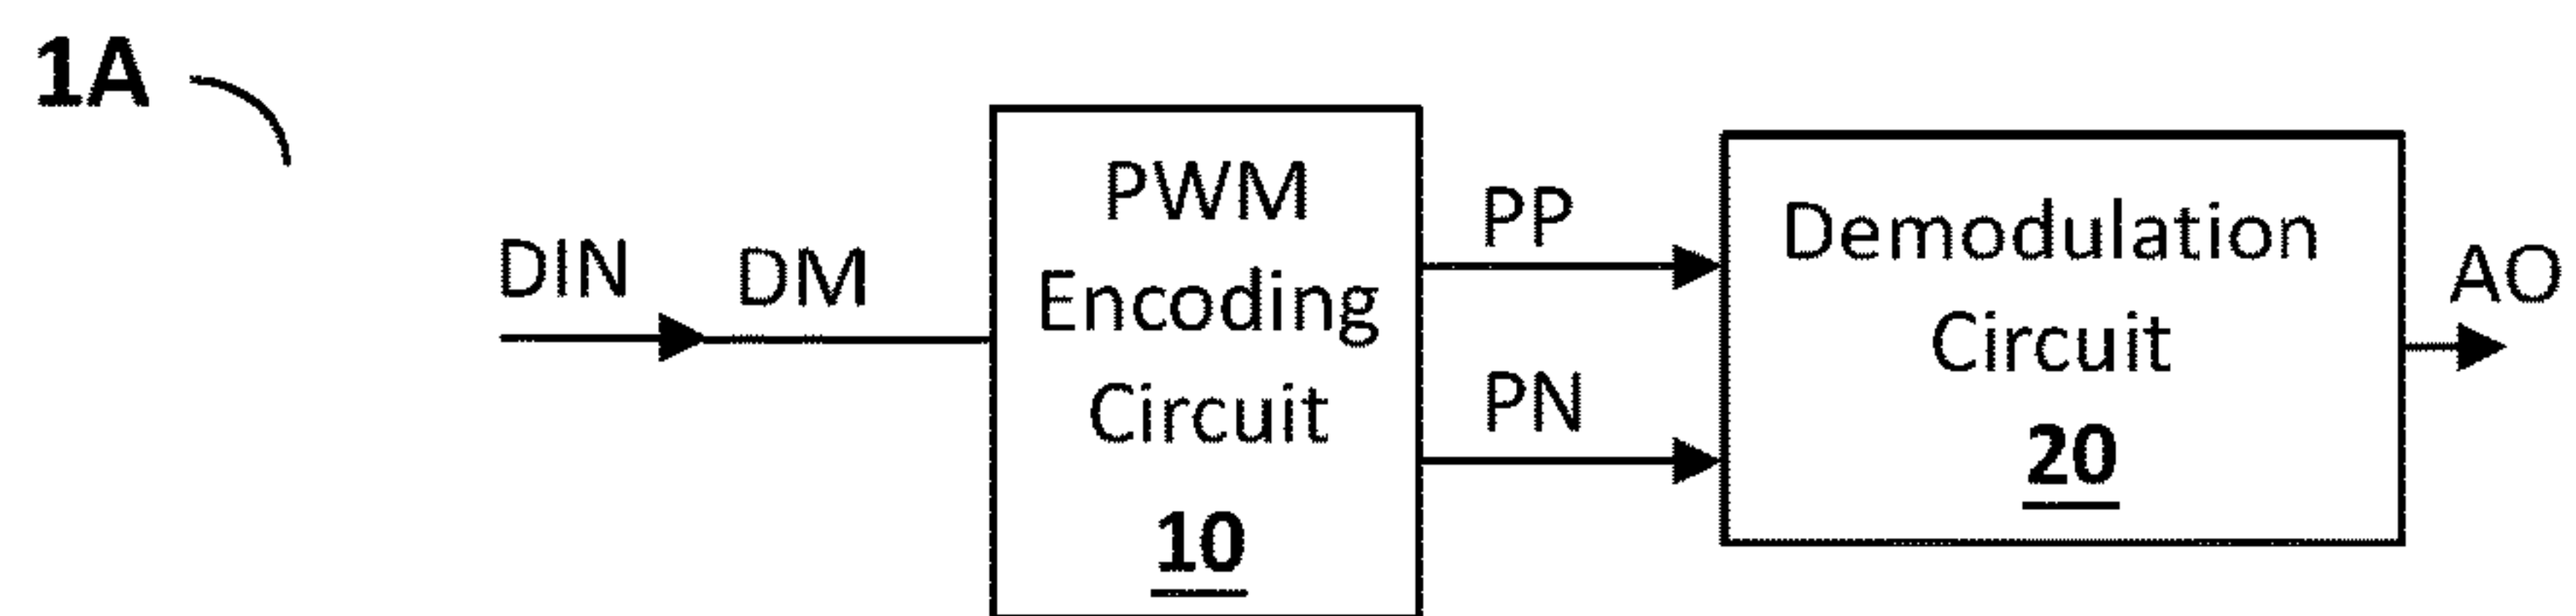 1A
DIN
DM
PWM
Encoding
Circuit
10
PP
PN
Demodulation
Circuit
20
AO